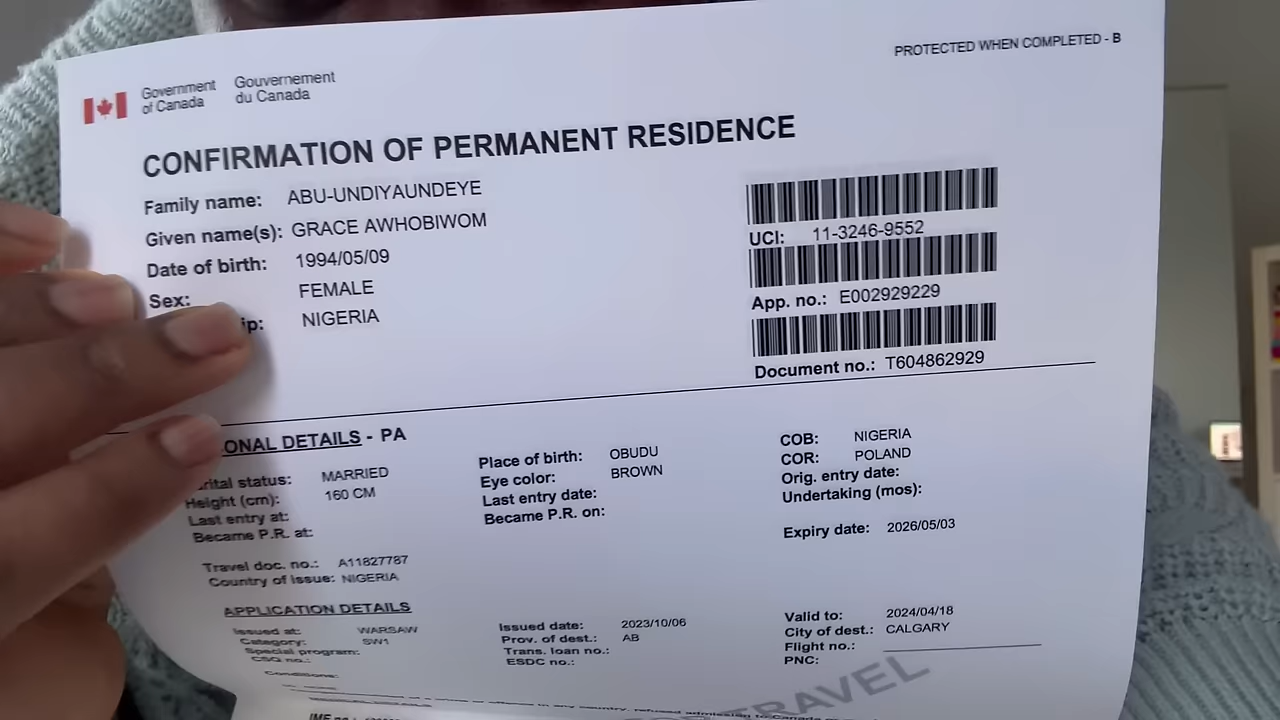 PROTECTED WHEN COMPLETED - B
Government of Canada
Gouvernement du Canada
CONFIRMATION OF PERMANENT RESIDENCE
Family name: ABU-UNDIYAUNDEYE
Given name(s): GRACE AWHOBIWOM
Date of birth: 1994/05/09
Sex: FEMALE
ip: NIGERIA
UCI: 11-3246-9552
App. no.: E002929229
Document no.: T604862929
ONAL DETAILS - PA
rital status: MARRIED
Height (cm): 160 CM
Last entry at:
Became P.R. at:
Place of birth: OBUDU
Eye color: BROWN
Last entry date:
Became P.R. on:
COB: NIGERIA
COR: POLAND
Orig. entry date:
Undertaking (mos):
Expiry date: 2026/05/03
Travel doc. no.: A11827787
Country of issue: NIGERIA
APPLICATION DETAILS
Issued at: WARSAW
Category: SW1
Special program:
CSQ no.:
Issued date: 2023/10/06
Prov. of dest.: AB
Trans. loan no.:
ESDC no.:
Valid to: 2024/04/18
City of dest.: CALGARY
Flight no.:
PNC:
Conditions:
TRAVEL